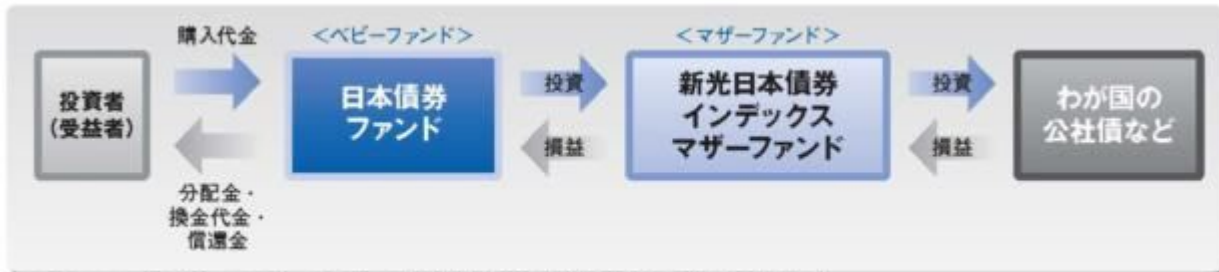 購入代金
<ベビーファンド>
<マザーファンド>
投資者
(受益者)
日本債券
ファンド
投資
損益
新光日本債券
インデックス
マザーファンド
投資
損益
わが国の
公社債など
分配金・
換金代金・
償還金